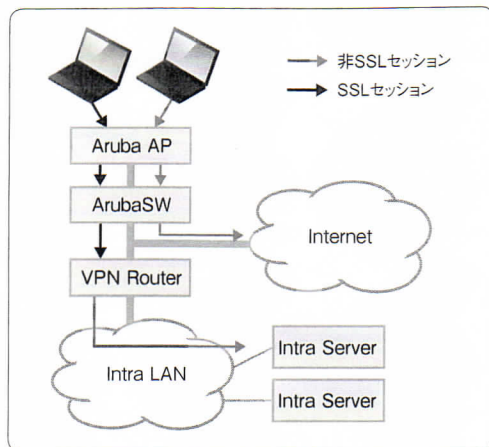 非SSLセッション
SSLセッション
Aruba AP
ArubaSW
Internet
VPN Router
Intra LAN
Intra Server
Intra Server